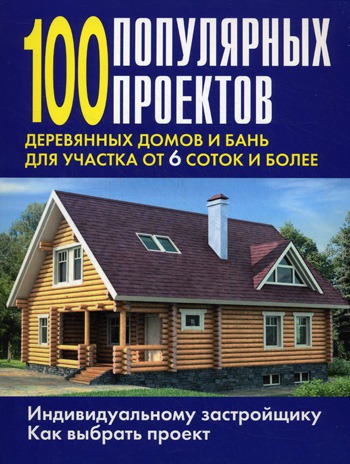 100 ПОПУЛЯРНЫХ
ПРОЕКТОВ
ДЕРЕВЯННЫХ ДОМОВ И БАНЬ
ДЛЯ УЧАСТКА ОТ 6 СОТОК И БОЛЕЕ
Индивидуальному застройщику
Как выбрать проект